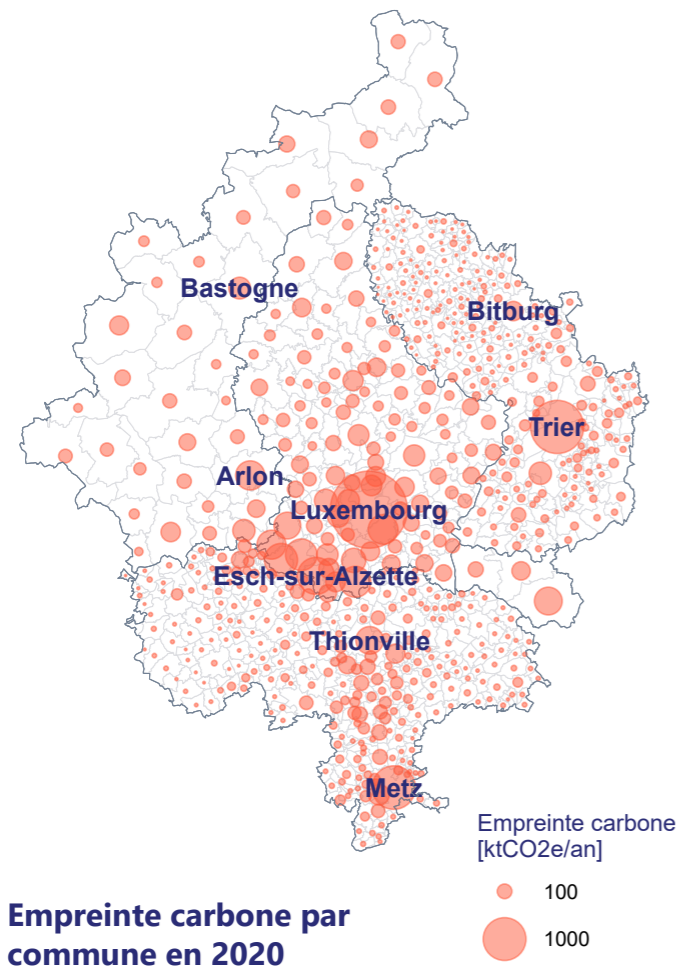 Bastogne
Bitburg
Trier
Arlon
Luxembourg
Esch-sur-Alzette
Thionville
Metz
Empreinte carbone
[ktCO2e/an]
100
1000
Empreinte carbone par
commune en 2020